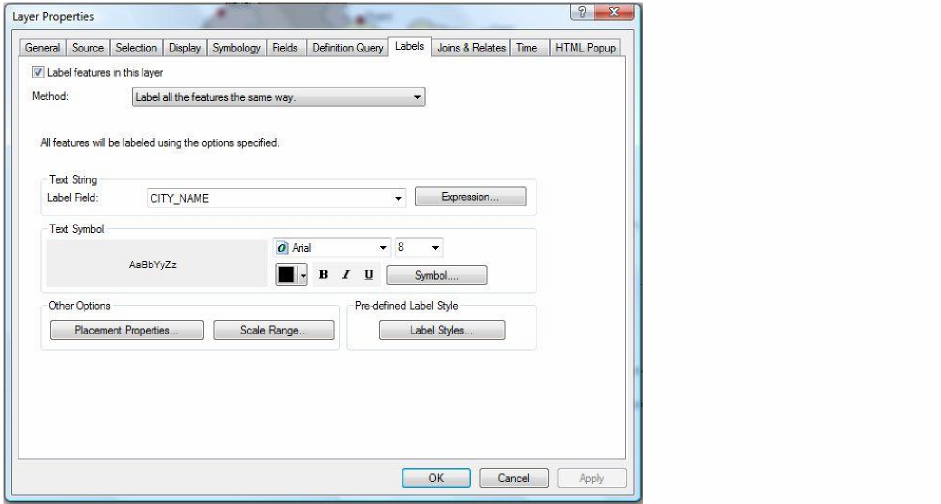 Layer Properties
?
General Source Selection Display Symbology Fields Definition Query Labels Joins & Relates Time HTML Popup
Label features in this layer
Method: Label all the features the same way.
All features will be labeled using the options specified.
Text String
Label Field: CITY_NAME Expression...
Text Symbol
AaBbYyZz
O Arial 8
B I U Symbol....
Other Options Pre-defined Label Style
Placement Properties... Scale Range... Label Styles...
OK Cancel Apply